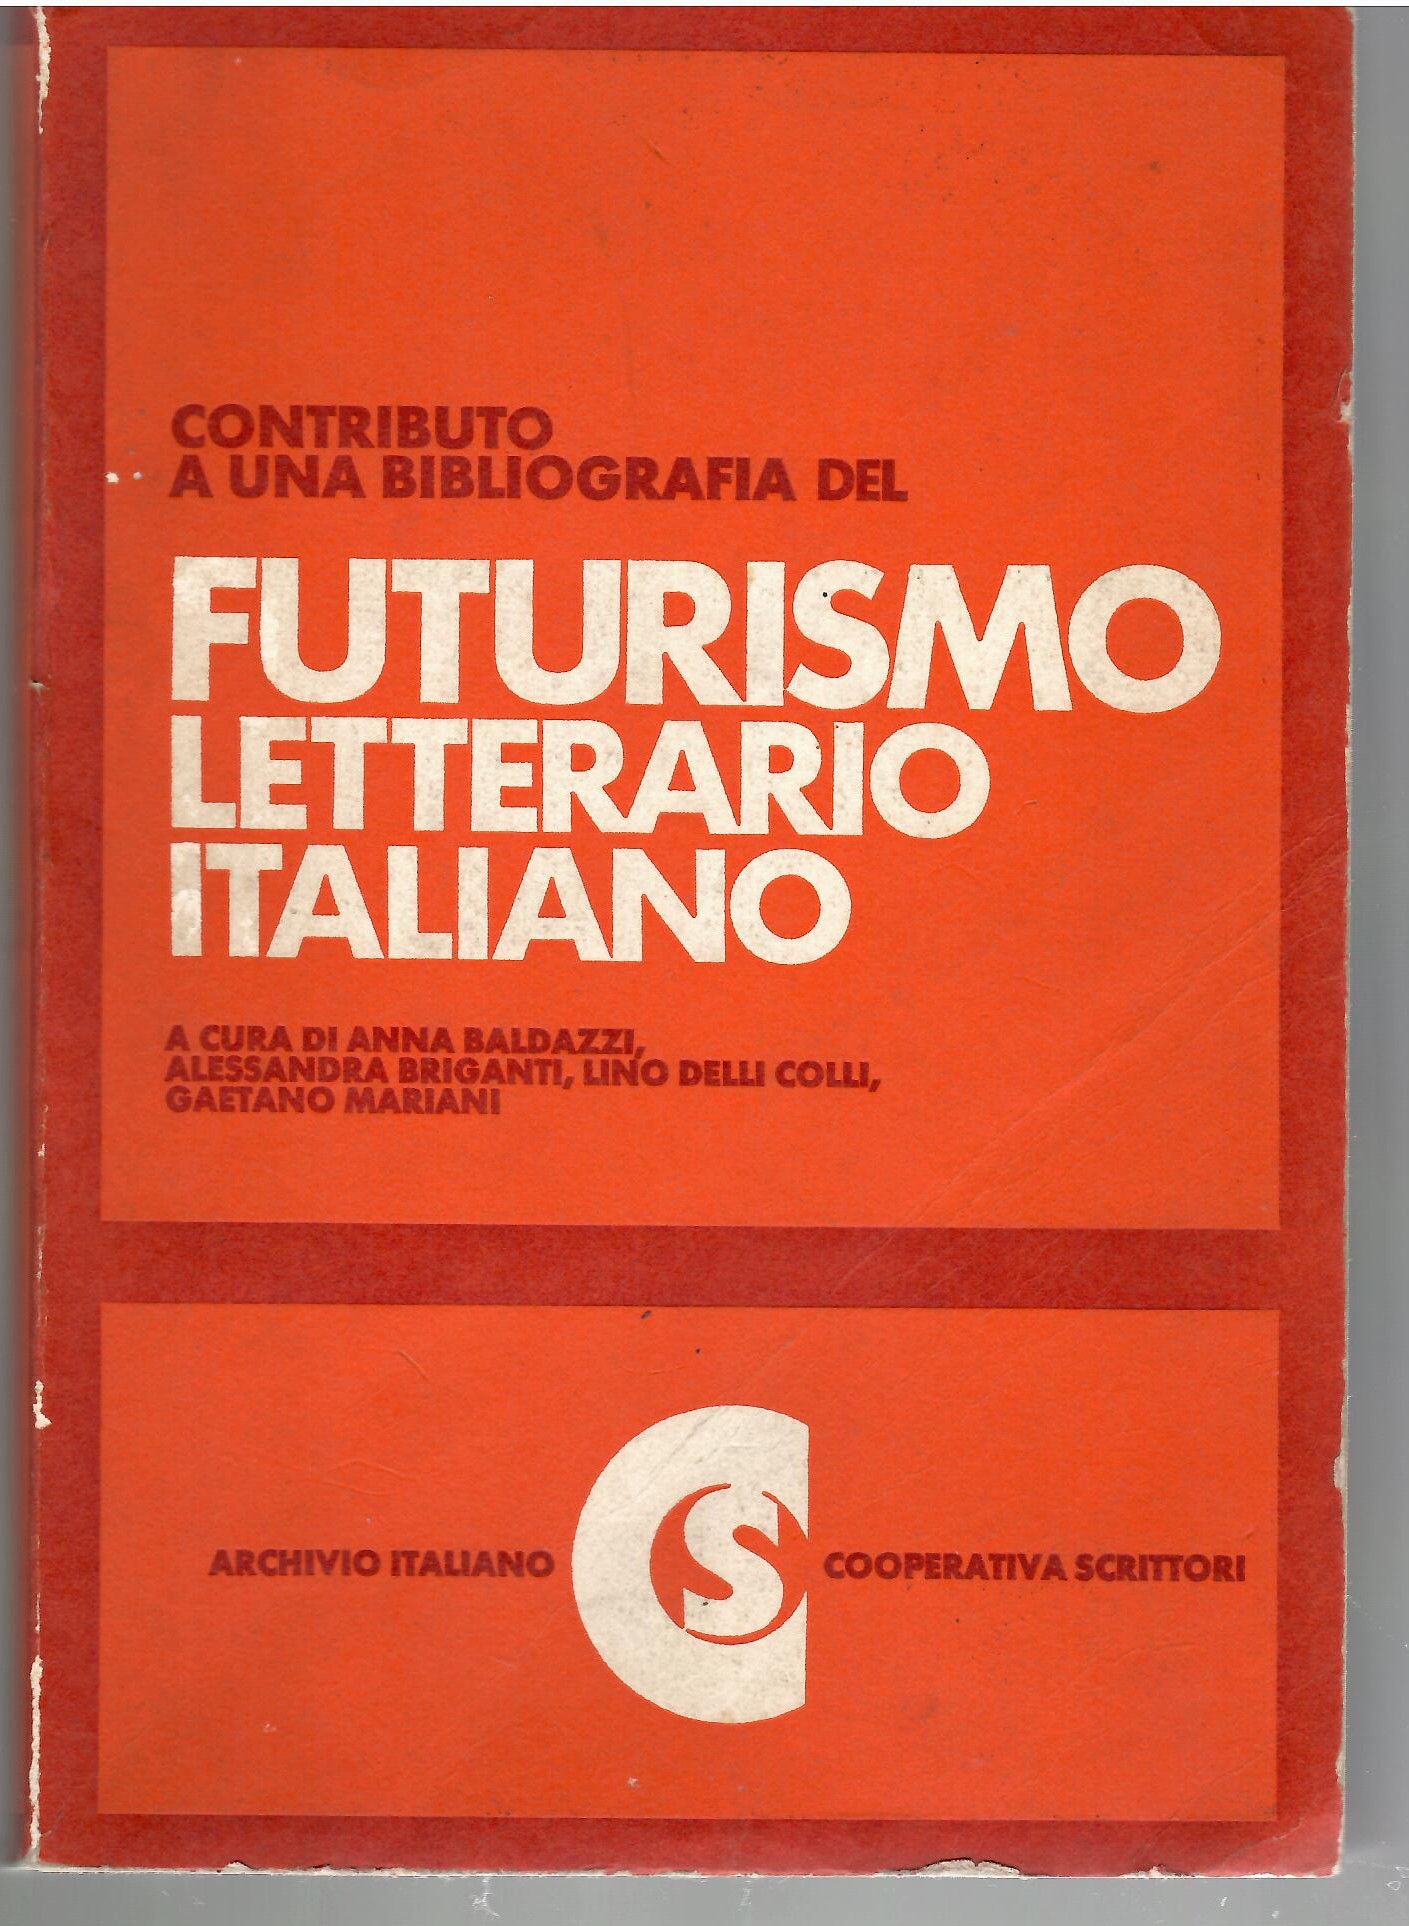 CONTRIBUTO
A UNA BIBLIOGRAFIA DEL
FUTURISMO
LETTERARIO
ITALIANO
A CURA DI ANNA BALDAZZI,
ALESSANDRA BRIGANTI, LINO DELLI COLLI,
GAETANO MARIANI
ARCHIVIO ITALIANO
CS
COOPERATIVA SCRITTORI